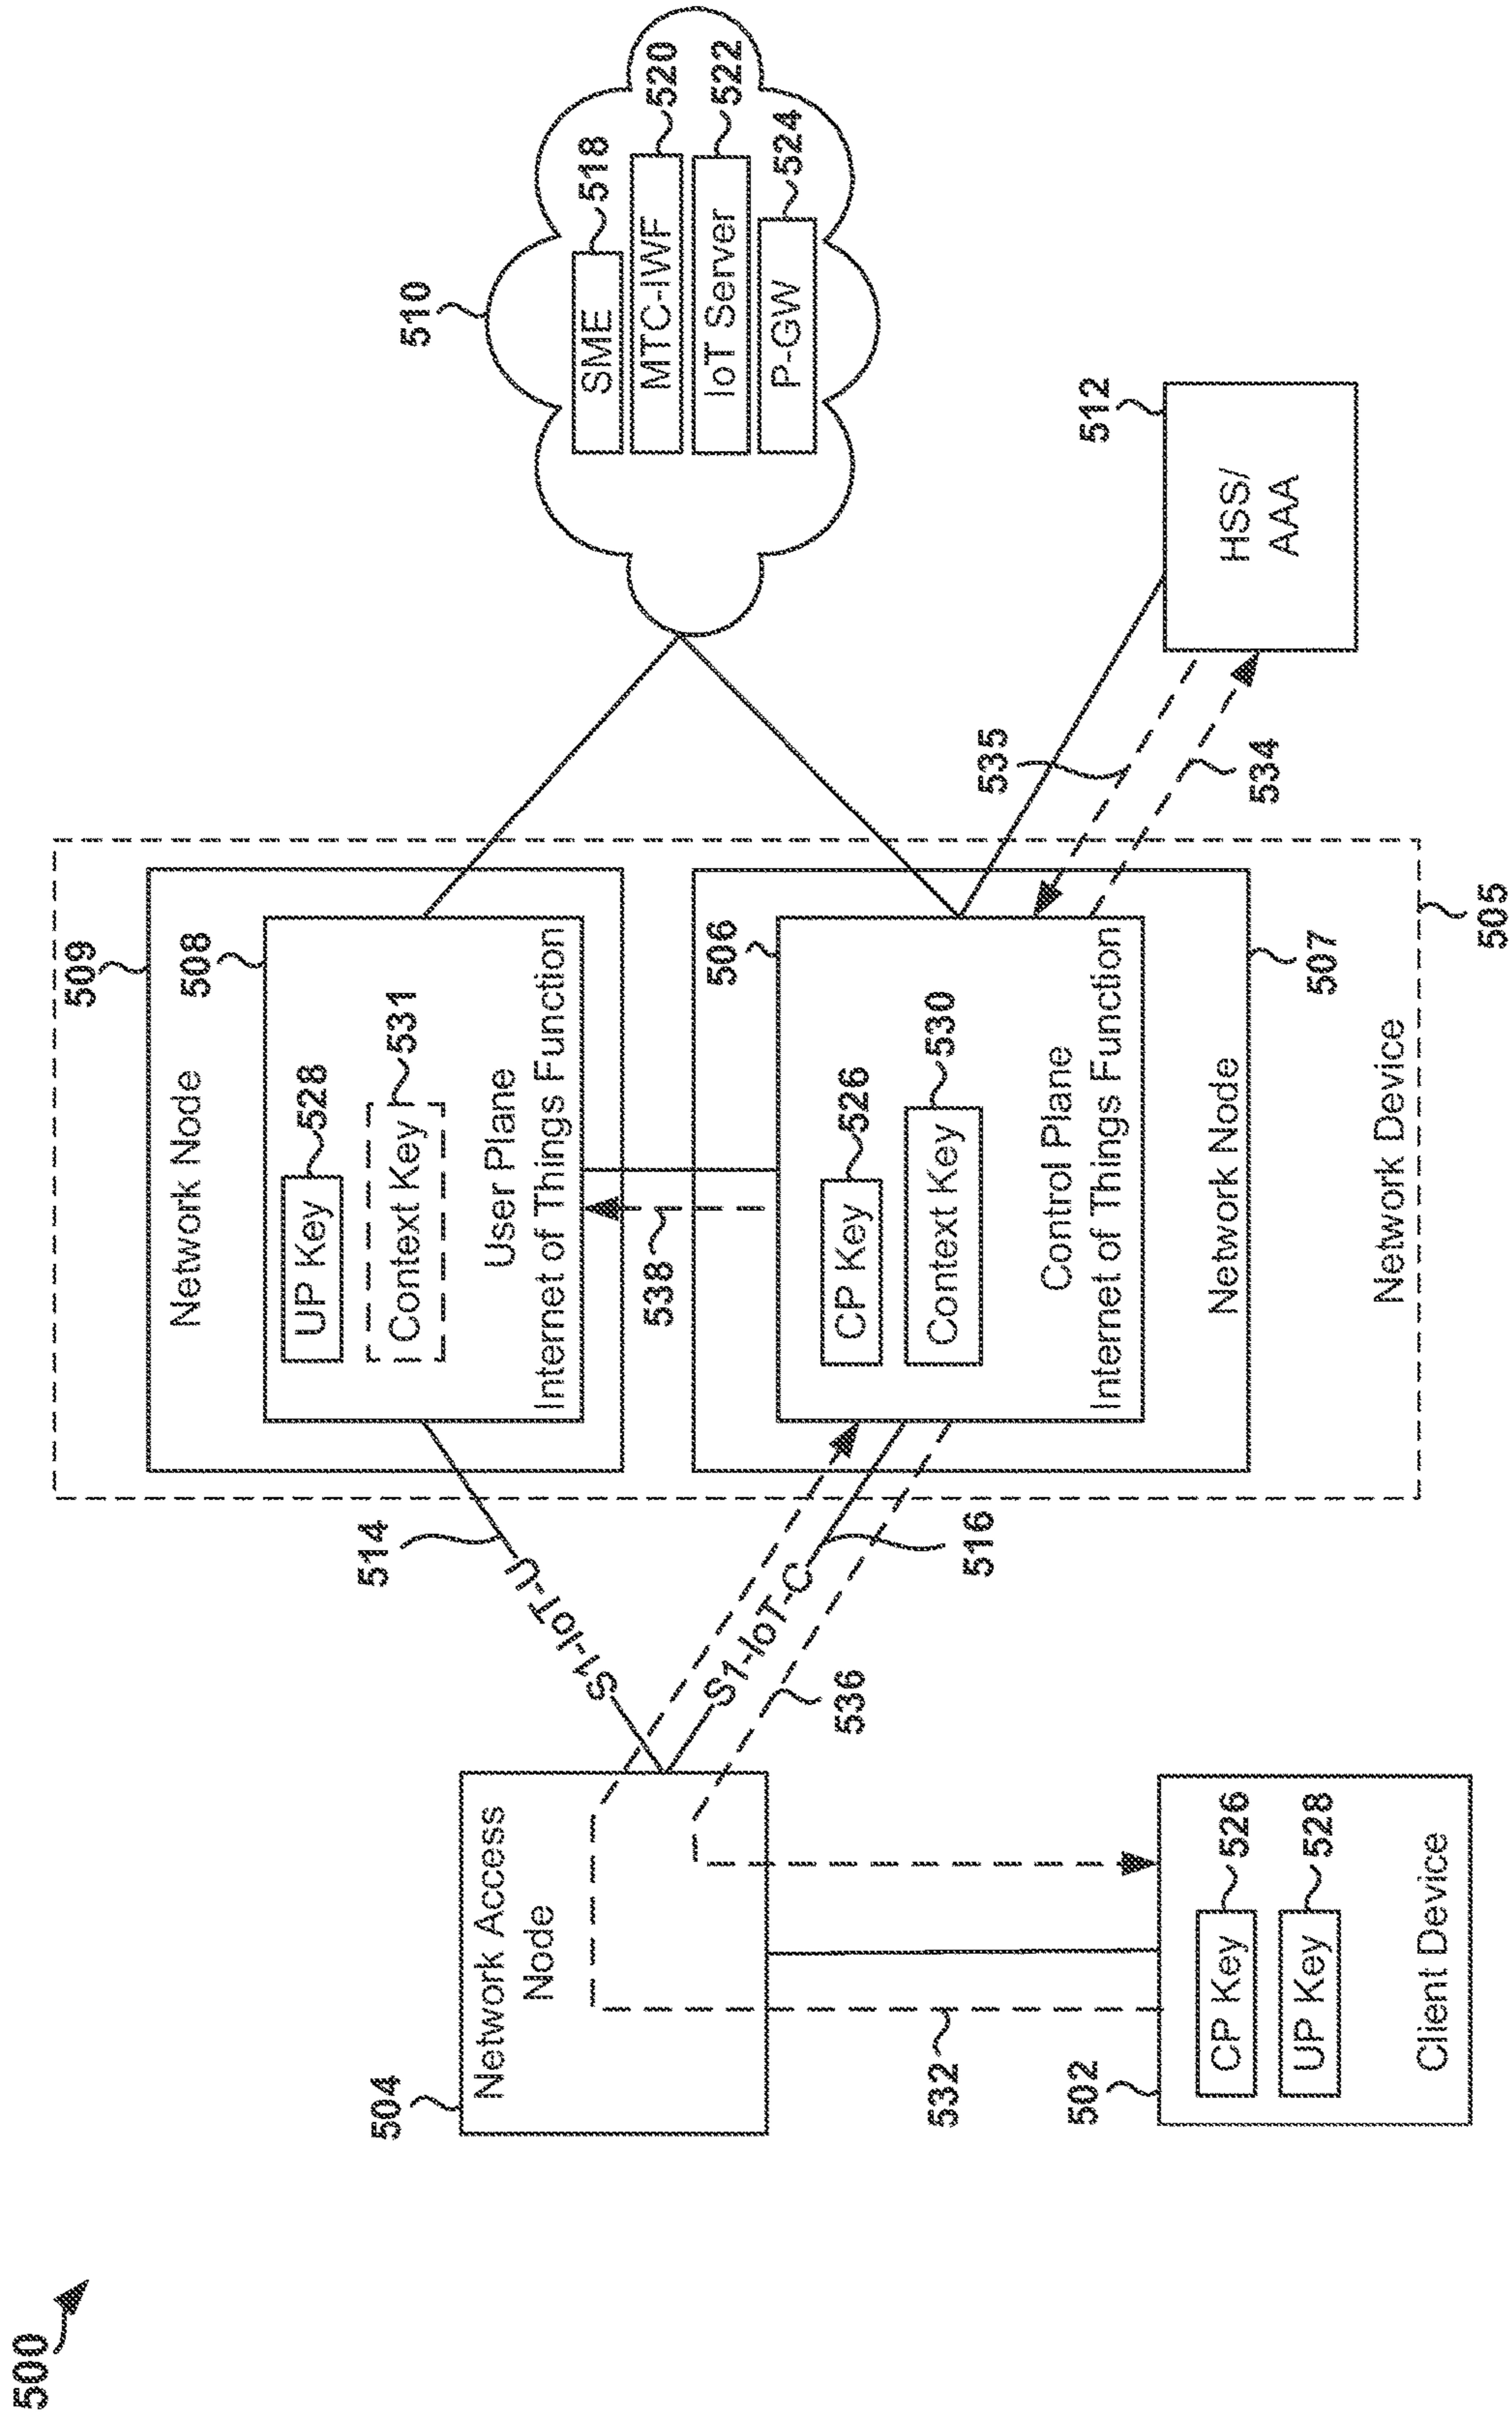 500
504
Network Access
Node
502
CP Key
526
UP Key
528
Client Device
532
536
514
S1-IoT-U
S1-IoT-C
516
509
Network Node
508
UP Key
528
Context Key
531
User Plane
Internet of Things Function
538
506
CP Key
526
Context Key
530
Control Plane
Internet of Things Function
Network Node
507
Network Device
505
510
SME
518
MTC-IWF
520
IoT Server
522
P-GW
524
535
534
512
HSS/
AAA